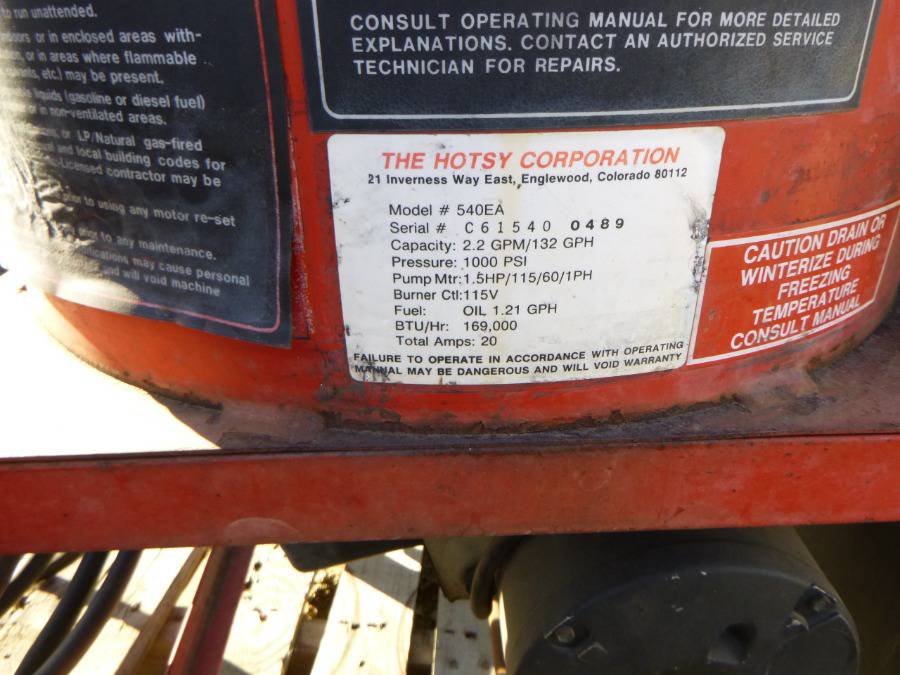 to run unattended.
or in enclosed areas with-
or in areas where flammable
etc.) may be present.
liquids (gasoline or diesel fuel)
or in non-ventilated areas.
or LP/Natural gas-fired
and local building codes for
contractor may be
prior to using any motor re-set
prior to any maintenance.
may cause personal
and will void machine
CONSULT OPERATING MANUAL FOR MORE DETAILED
EXPLANATIONS. CONTACT AN AUTHORIZED SERVICE
TECHNICIAN FOR REPAIRS.
THE HOTSY CORPORATION
21 Inverness Way East, Englewood, Colorado 80112
Model # 540EA
Serial # C61540 0489
Capacity: 2.2 GPM/132 GPH
Pressure: 1000 PSI
Pump Mtr: 1.5HP/115/60/1PH
Burner Ctl: 115V
Fuel: OIL 1.21 GPH
BTU/Hr: 169,000
Total Amps: 20
FAILURE TO OPERATE IN ACCORDANCE WITH OPERATING
MANUAL MAY BE DANGEROUS AND WILL VOID WARRANTY
CAUTION DRAIN OR
WINTERIZE DURING
FREEZING
TEMPERATURE
CONSULT MANUAL